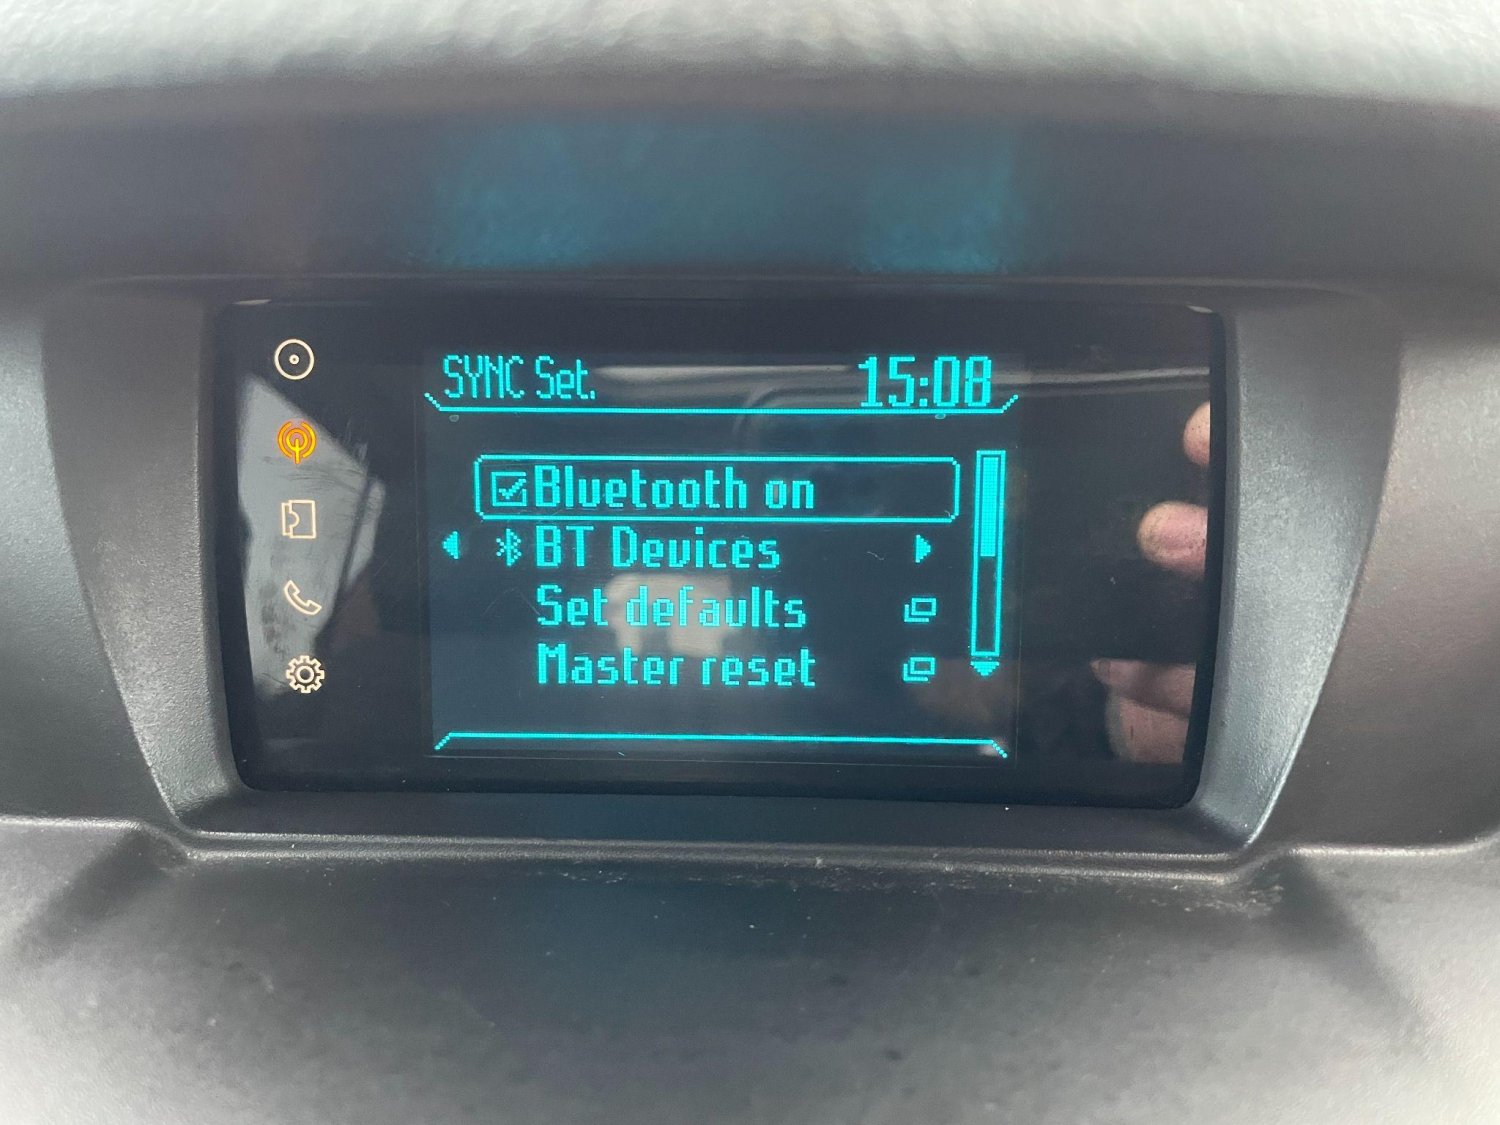 SYNC Set.
15:08
Bluetooth on
BT Devices
Set defaults
Master reset